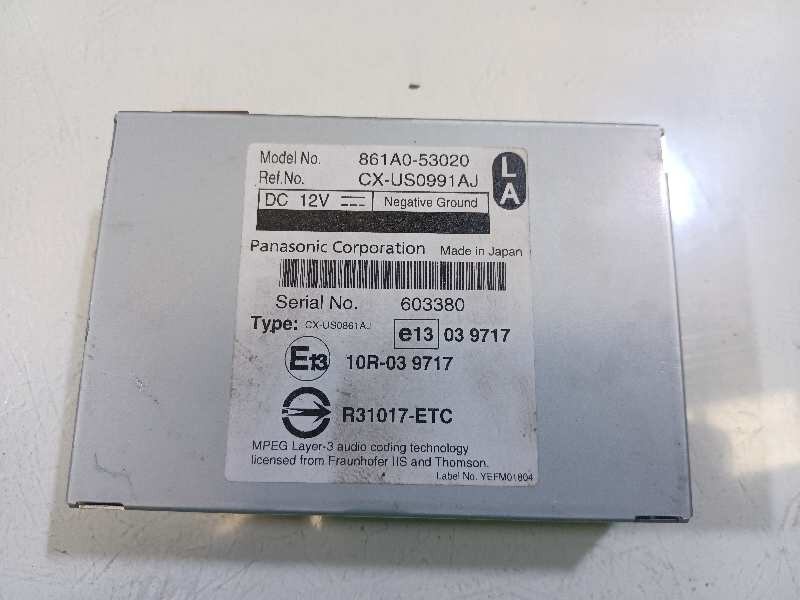 Model No. 861A0-53020
Ref.No. CX-US0991AJ
L
A
DC 12V Negative Ground
Panasonic Corporation Made in Japan
Serial No. 603380
Type: CX-US0861AJ e13 03 9717
E13 10R-03 9717
R31017-ETC
MPEG Layer-3 audio coding technology
licensed from Fraunhofer IIS and Thomson.
Label No. YEFM01804